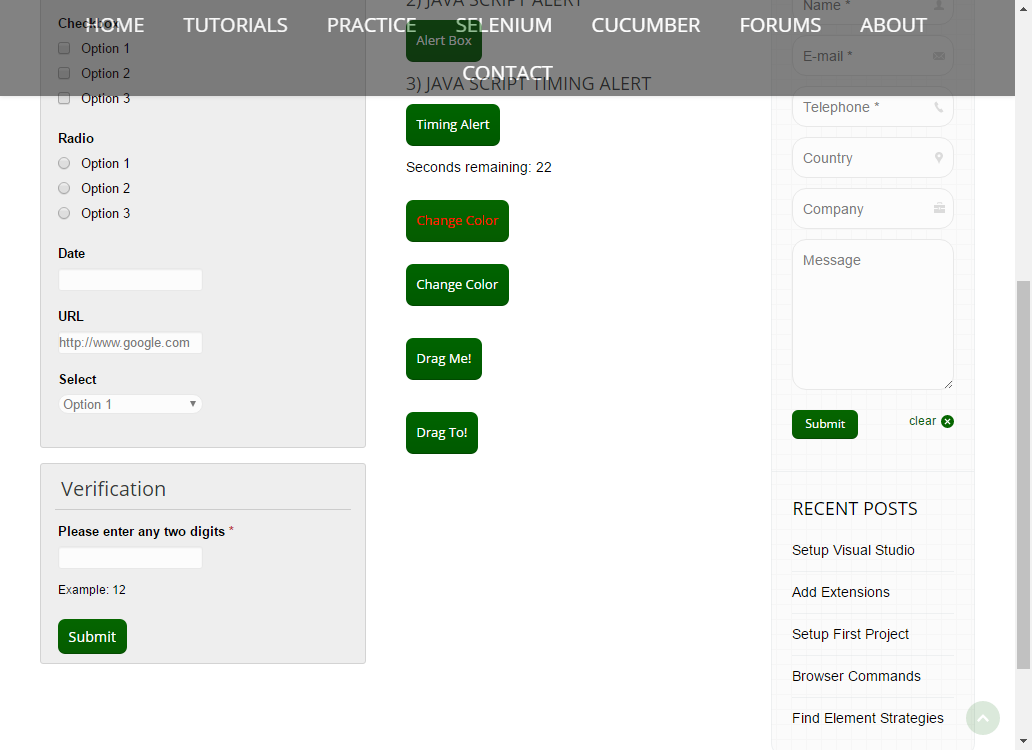 HOME TUTORIALS PRACTICE SELENIUM CUCUMBER FORUMS ABOUT
CONTACT
Checkbox
Option 1
Option 2
Option 3
Radio
Option 1
Option 2
Option 3
Date
URL
http://www.google.com
Select
Option 1
Verification
Please enter any two digits *
Example: 12
Submit
2) JAVA SCRIPT ALERT
Alert Box
3) JAVA SCRIPT TIMING ALERT
Timing Alert
Seconds remaining: 22
Change Color
Change Color
Drag Me!
Drag To!
Name *
E-mail *
Telephone *
Country
Company
Message
Submit
clear
RECENT POSTS
Setup Visual Studio
Add Extensions
Setup First Project
Browser Commands
Find Element Strategies